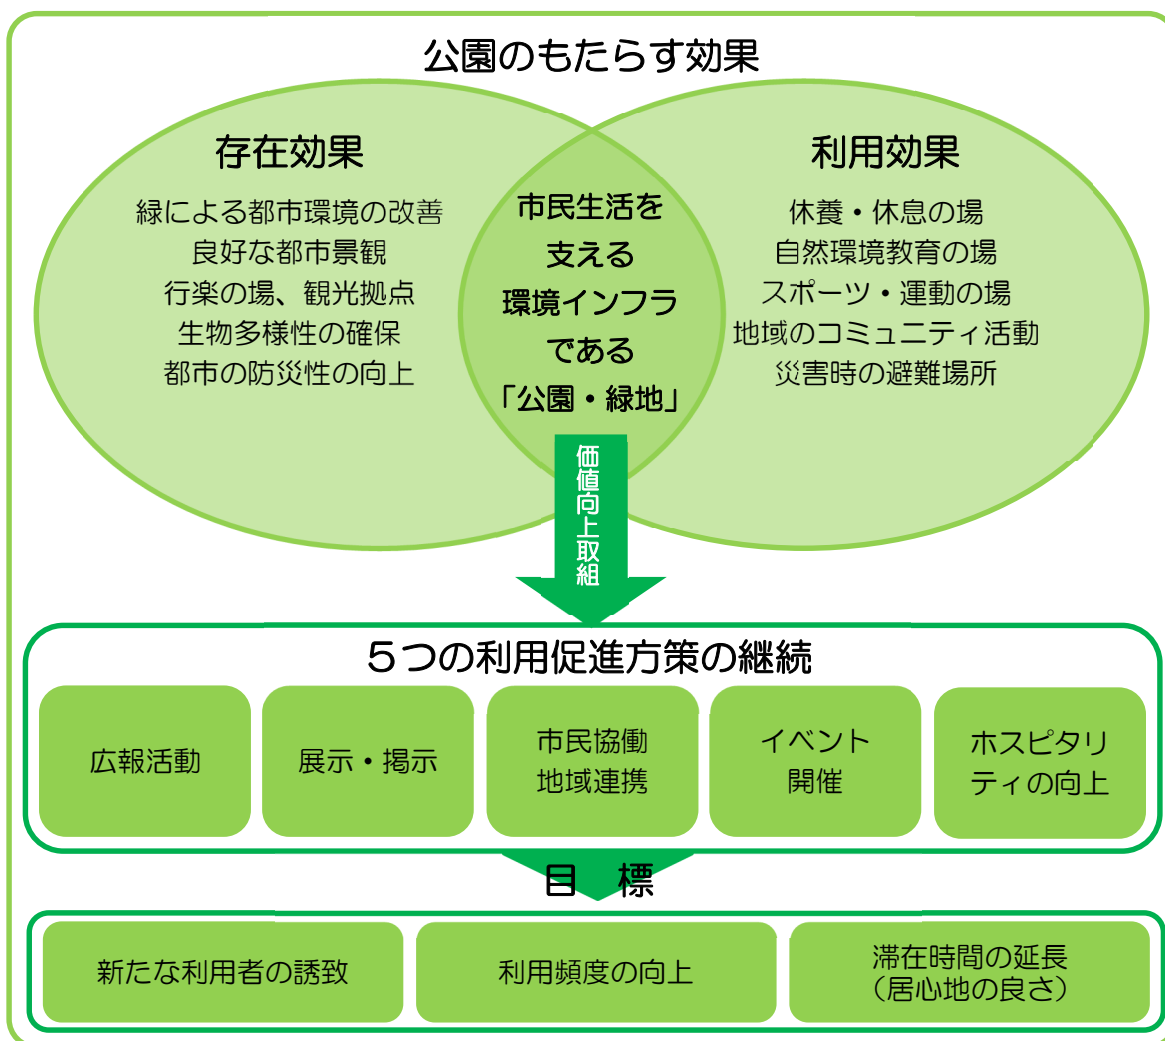 公園のもたらす効果
存在効果
緑による都市環境の改善
良好な都市景観
行楽の場、観光拠点
生物多様性の確保
都市の防災性の向上
市民生活を
支える
環境インフラ
である
「公園・緑地」
利用効果
休養・休息の場
自然環境教育の場
スポーツ・運動の場
地域のコミュニティ活動
災害時の避難場所
価値向上取組
５つの利用促進方策の継続
広報活動
展示・掲示
市民協働
地域連携
イベント
開催
ホスピタリ
ティの向上
目　標
新たな利用者の誘致
利用頻度の向上
滞在時間の延長
（居心地の良さ）